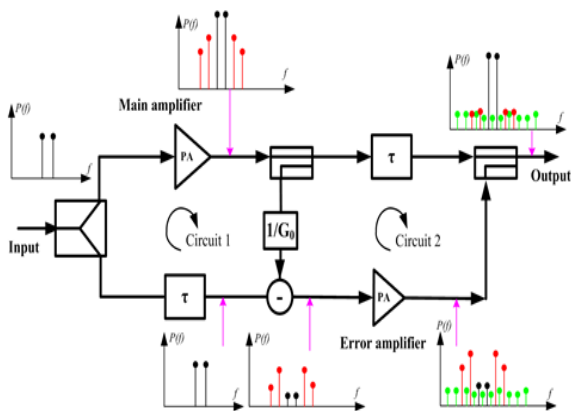 P(f)
f
Main amplifier
P(f)
f
P(f)
f
PA
τ
Output
Input
Circuit 1
1/G₀
Circuit 2
τ
-
PA
Error amplifier
P(f)
f
P(f)
f
P(f)
f